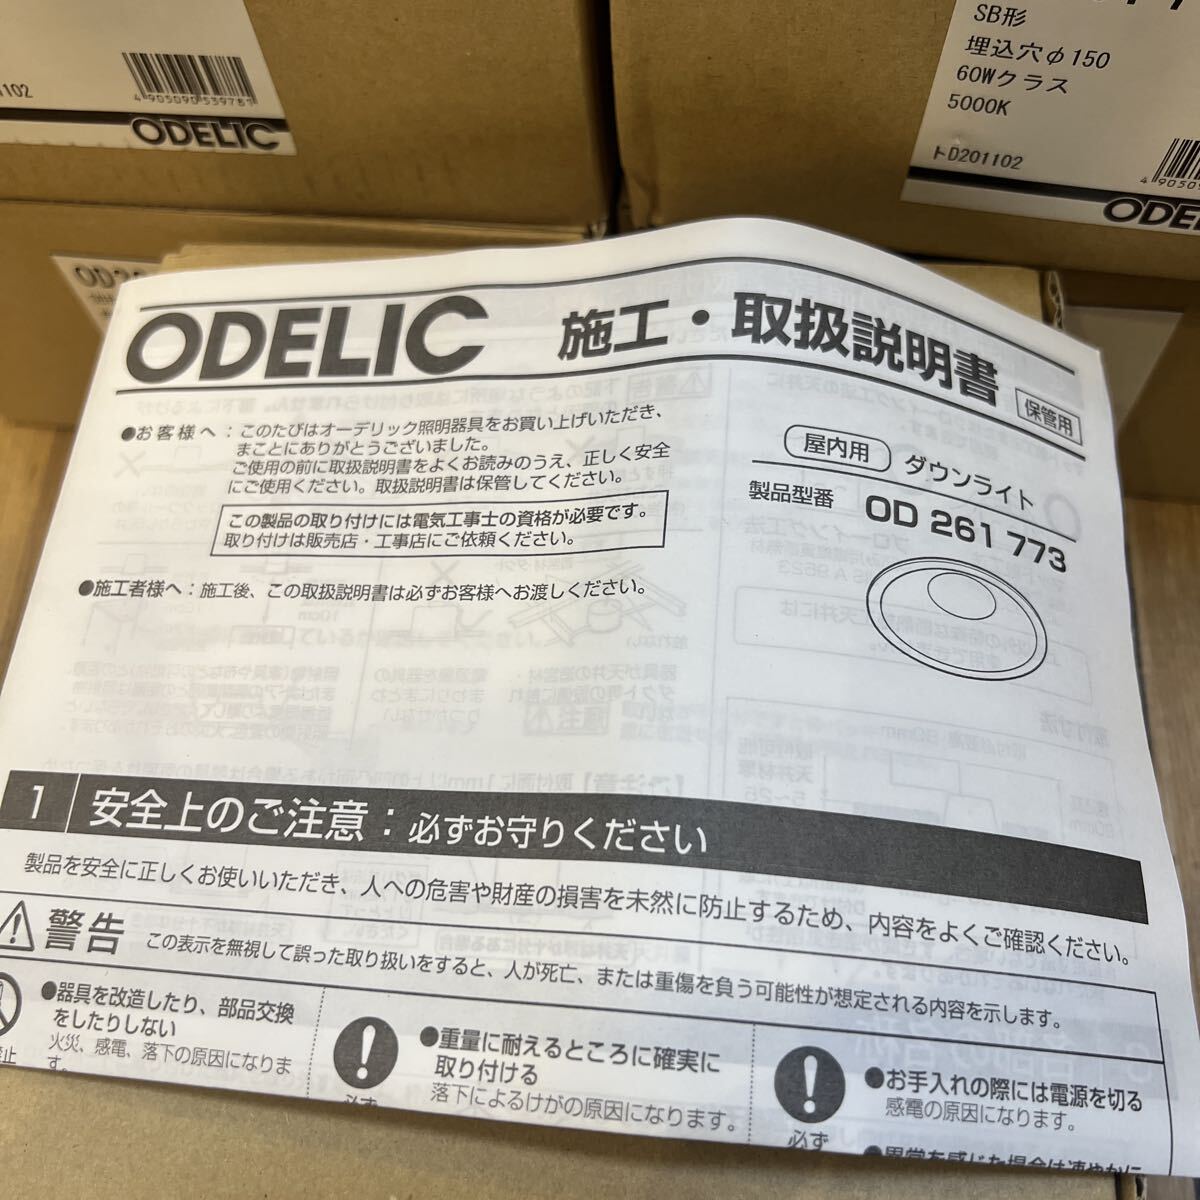 102
4 905090 539781
ODELIC
SB形
埋込穴φ150
60Wクラス
5000K
トD201102
ODELIC 施工・取扱説明書 保管用
●お客様へ：このたびはオーデリック照明器具をお買い上げいただき、
まことにありがとうございました。
ご使用の前に取扱説明書をよくお読みのうえ、正しく安全
にご使用ください。取扱説明書は保管してください。
この製品の取り付けには電気工事士の資格が必要です。
取り付けは販売店・工事店にご依頼ください。
●施工者様へ：施工後、この取扱説明書は必ずお客様へお渡しください。
屋内用 ダウンライト
製品型番 OD 261 773
1 安全上のご注意：必ずお守りください
製品を安全に正しくお使いいただき、人への危害や財産の損害を未然に防止するため、内容をよくご確認ください。
警告 この表示を無視して誤った取り扱いをすると、人が死亡、または重傷を負う可能性が想定される内容を示します。
●器具を改造したり、部品交換
をしたりしない
火災、感電、落下の原因になりま
す。
必ず
●重量に耐えるところに確実に
取り付ける
落下によるけがの原因になります。
必ず
●お手入れの際には電源を切る
感電の原因になります。
●異常を感じた場合は速やかに